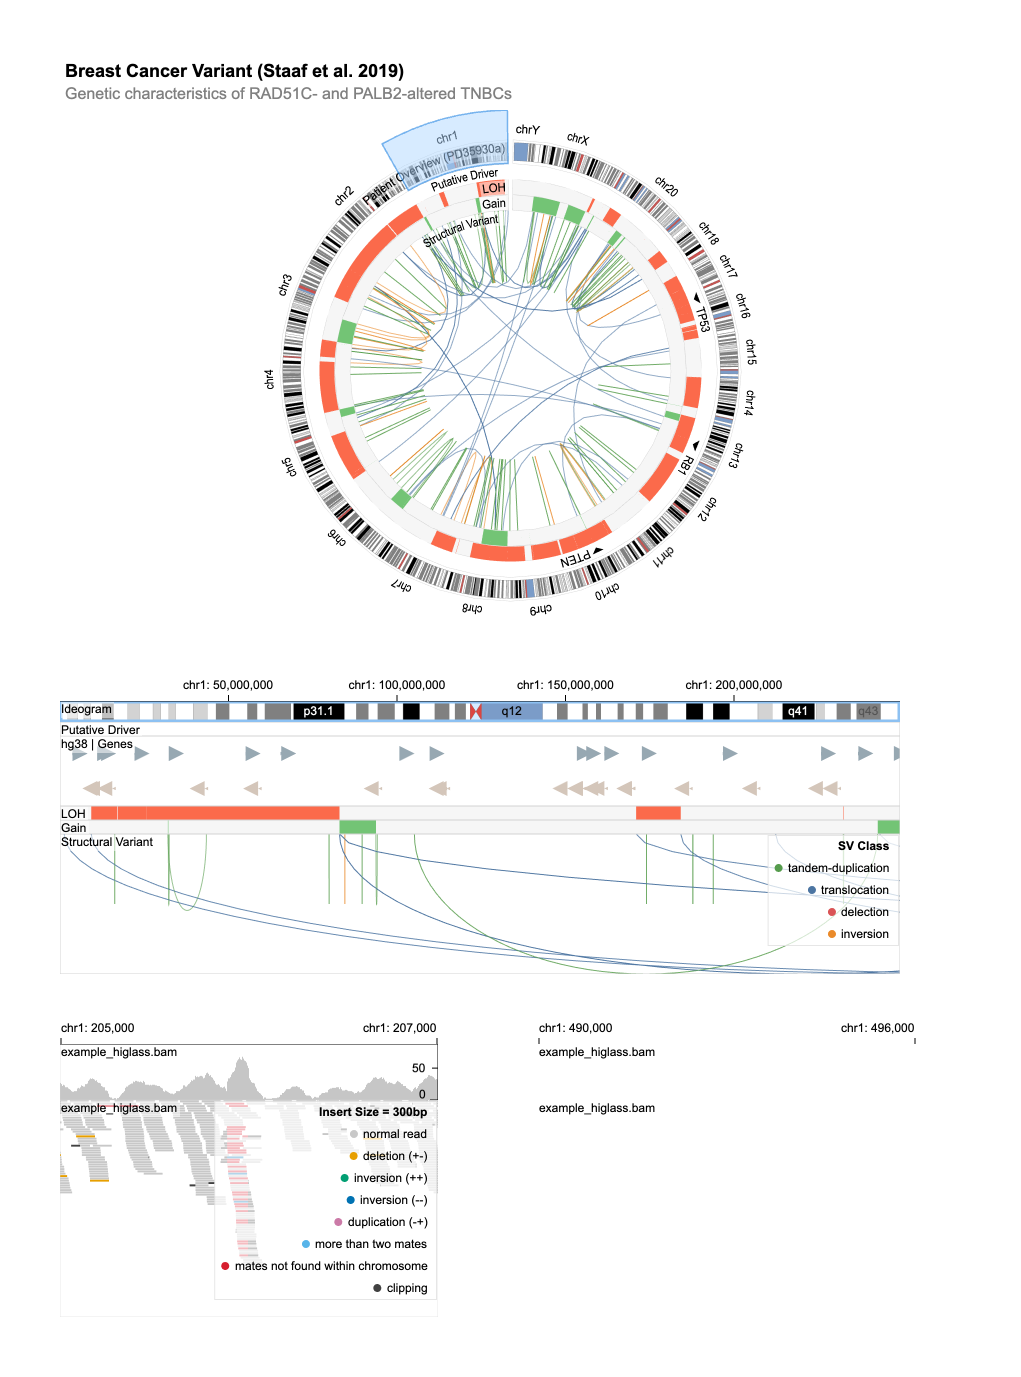 Breast Cancer Variant (Staaf et al. 2019)
Genetic characteristics of RAD51C- and PALB2-altered TNBCs
chr1
chrY
chrX
chr20
chr18
chr17
chr16
chr15
chr14
chr13
chr12
chr11
chr10
chr9
chr8
chr7
chr6
chr5
chr4
chr3
chr2
Patient Overview (PD35930a)
Putative Driver
LOH
Gain
Structural Variant
TP53
RB1
PTEN
chr1: 50,000,000
chr1: 100,000,000
chr1: 150,000,000
chr1: 200,000,000
Ideogram
p31.1
q12
q41
q43
Putative Driver
hg38 | Genes
LOH
Gain
Structural Variant
SV Class
tandem-duplication
translocation
delection
inversion
chr1: 205,000
chr1: 207,000
chr1: 490,000
chr1: 496,000
example_higlass.bam
example_higlass.bam
50
0
example_higlass.bam
example_higlass.bam
Insert Size = 300bp
normal read
deletion (+-)
inversion (++)
inversion (--)
duplication (-+)
more than two mates
mates not found within chromosome
clipping